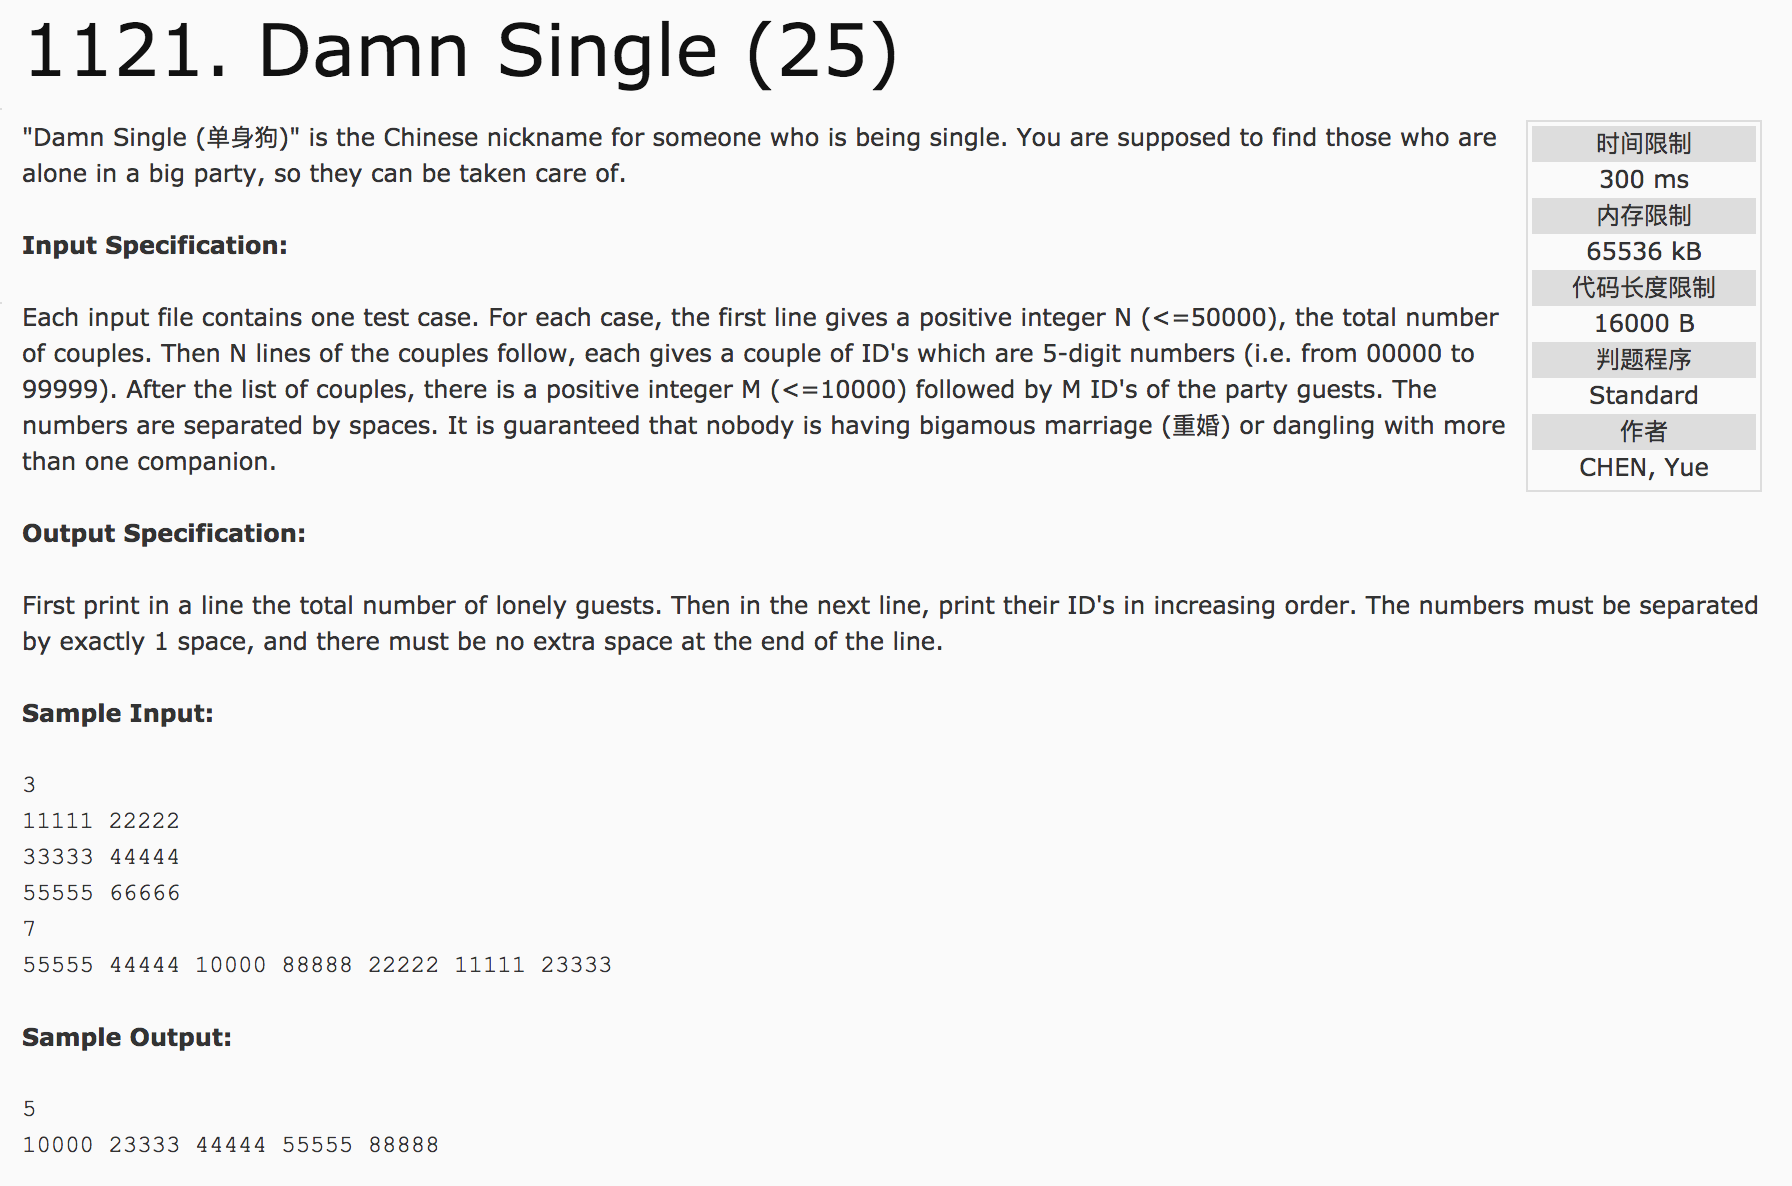 1121. Damn Single (25)
"Damn Single (单身狗)" is the Chinese nickname for someone who is being single. You are supposed to find those who are
alone in a big party, so they can be taken care of.
时间限制
300 ms
内存限制
65536 kB
代码长度限制
16000 B
判题程序
Standard
作者
CHEN, Yue
Input Specification:
Each input file contains one test case. For each case, the first line gives a positive integer N (<=50000), the total number
of couples. Then N lines of the couples follow, each gives a couple of ID's which are 5-digit numbers (i.e. from 00000 to
99999). After the list of couples, there is a positive integer M (<=10000) followed by M ID's of the party guests. The
numbers are separated by spaces. It is guaranteed that nobody is having bigamous marriage (重婚) or dangling with more
than one companion.
Output Specification:
First print in a line the total number of lonely guests. Then in the next line, print their ID's in increasing order. The numbers must be separated
by exactly 1 space, and there must be no extra space at the end of the line.
Sample Input:
3
11111 22222
33333 44444
55555 66666
7
55555 44444 10000 88888 22222 11111 23333
Sample Output:
5
10000 23333 44444 55555 88888